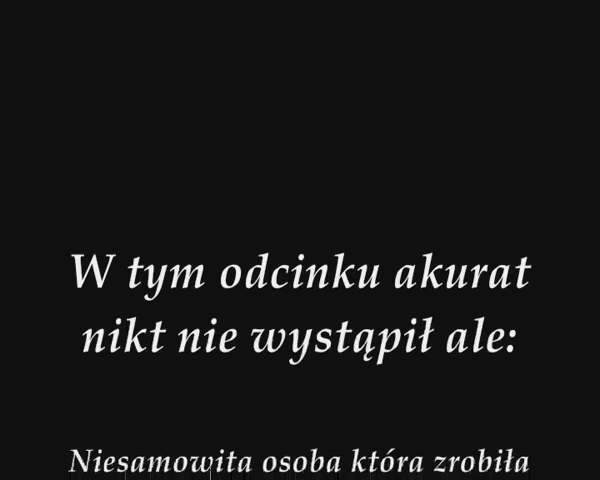 W tym odcinku akurat
nikt nie wystąpił ale:
Niesamowita osoba która zrobiła